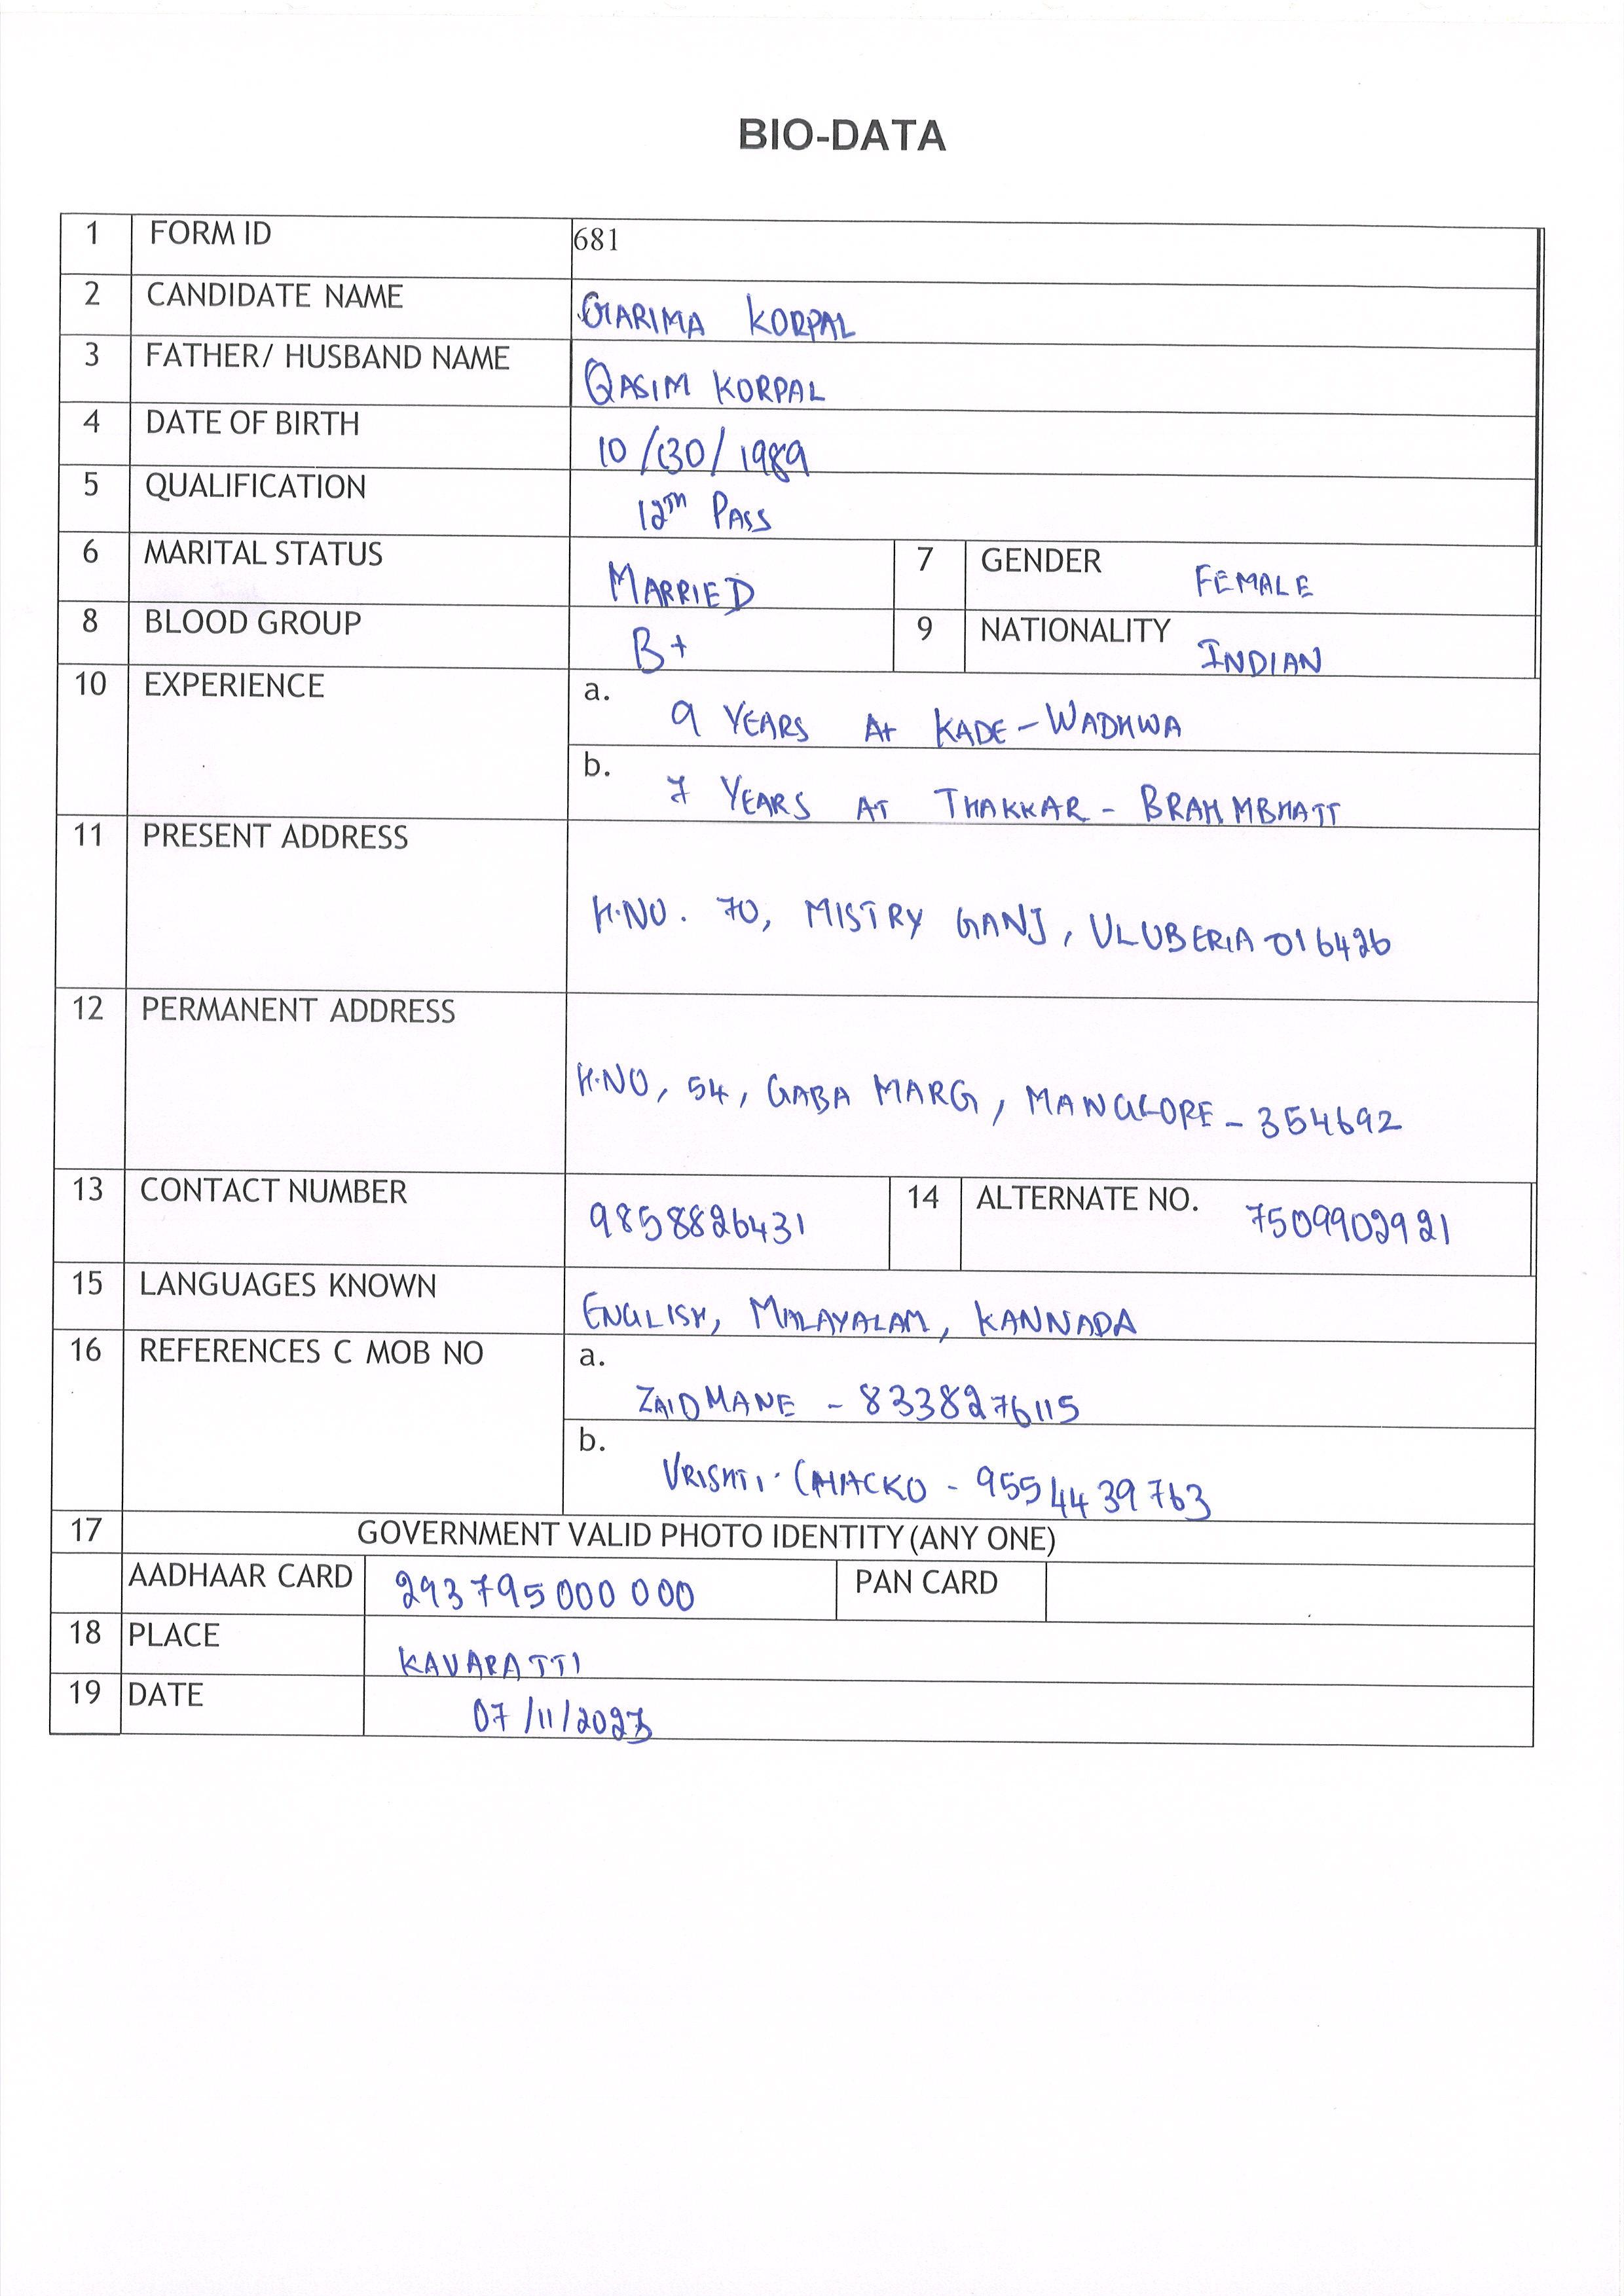 BIO-DATA
1 FORM ID 681
2 CANDIDATE NAME GARIMA KORPAL
3 FATHER/ HUSBAND NAME QASIM KORPAL
4 DATE OF BIRTH 10/30/1989
5 QUALIFICATION 12TH PASS
6 MARITAL STATUS MARRIED 7 GENDER FEMALE
8 BLOOD GROUP B+ 9 NATIONALITY INDIAN
10 EXPERIENCE a. 9 YEARS At KADE-WADHWA
b. 7 YEARS AT THAKKAR - BRAHMBHATT
11 PRESENT ADDRESS
H.NO. 70, MISTRY GANJ, ULUBERIA-016426
12 PERMANENT ADDRESS
H.NO, 54, GABA MARG, MANGLORE - 354692
13 CONTACT NUMBER 9858826431 14 ALTERNATE NO. 7509902921
15 LANGUAGES KNOWN ENGLISH, MALAYALAM, KANNADA
16 REFERENCES C MOB NO a. ZAID MANE - 8338276115
b. VRISHTI CHACKO - 9554439763
17 GOVERNMENT VALID PHOTO IDENTITY (ANY ONE)
AADHAAR CARD 293795000000 PAN CARD
18 PLACE KAVARATTI
19 DATE 07/11/2023